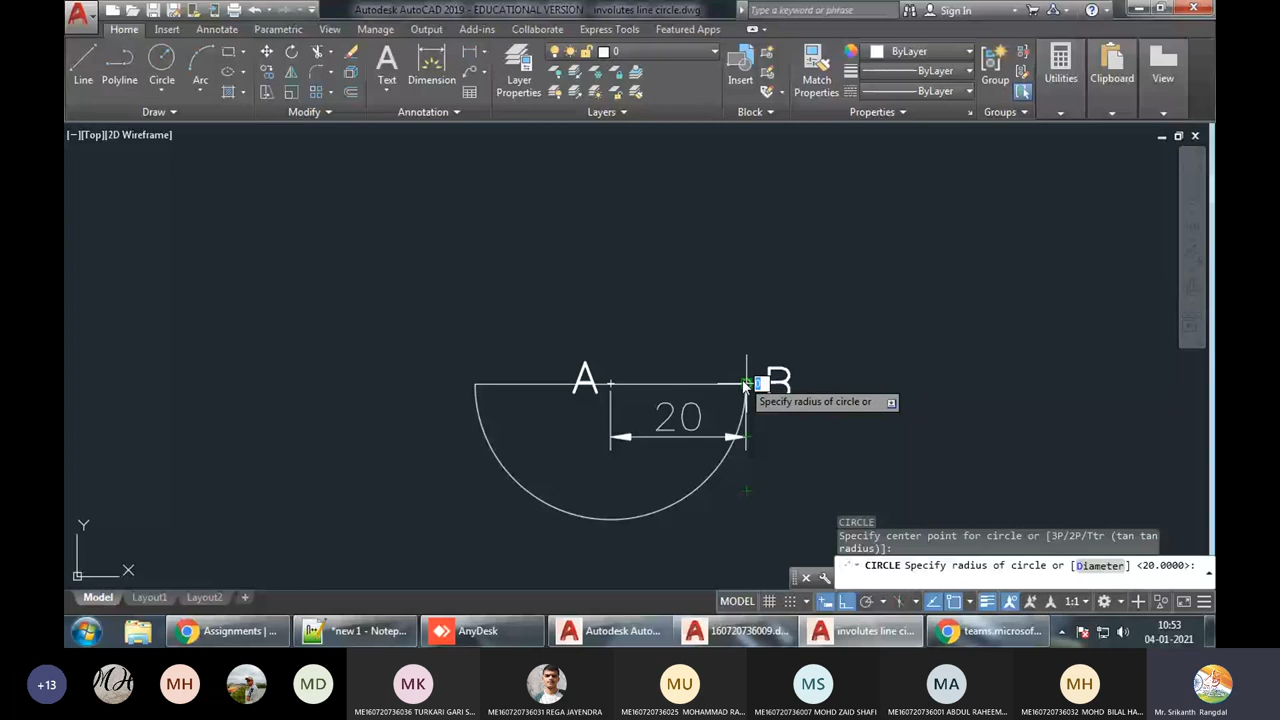 Autodesk AutoCAD 2019 - EDUCATIONAL VERSION involutes line circle.dwg
Type a keyword or phrase
Sign In
Home Insert Annotate Parametric View Manage Output Add-ins Collaborate Express Tools Featured Apps
Line Polyline Circle Arc
Text Dimension
Layer Properties
0
Insert
Match Properties
ByLayer
ByLayer
ByLayer
Group
Utilities
Clipboard
View
Draw Modify Annotation Layers Block Properties Groups
[−][Top][2D Wireframe]
A
B
20
Specify radius of circle or
Y
X
CIRCLE
Specify center point for circle or [3P/2P/Ttr (tan tan
radius)]:
CIRCLE Specify radius of circle or [Diameter] <20.0000>:
Model Layout1 Layout2 +
MODEL 1:1
Assignments | ... *new 1 - Notep... AnyDesk Autodesk Auto... 160720736009.d... involutes line ci... teams.microsof...
10:53
04-01-2021
+13 MH MH MD MK MU MS MA MH
ME160720736036 TURKARI GARI S... ME160720736031 REGA JAYENDRA ME160720736025 MOHAMMAD RA... ME160720736007 MOHD ZAID SHAFI ME160720736001 ABDUL RAHEEM... ME160720736032 MOHD BILAL HA... Mr. Srikanth Rangdal